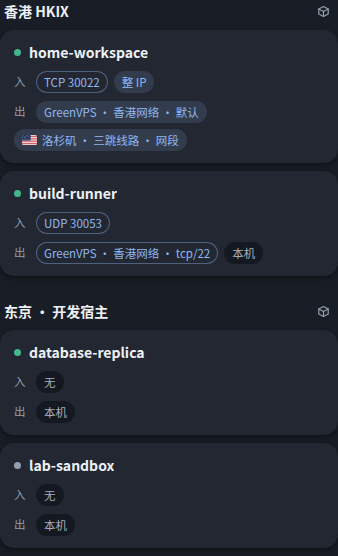 香港 HKIX
home-workspace
入 TCP 30022 整 IP
出 GreenVPS · 香港网络 · 默认
洛杉矶 · 三跳线路 · 网段
build-runner
入 UDP 30053
出 GreenVPS · 香港网络 · tcp/22 本机
东京 · 开发宿主
database-replica
入 无
出 本机
lab-sandbox
入 无
出 本机